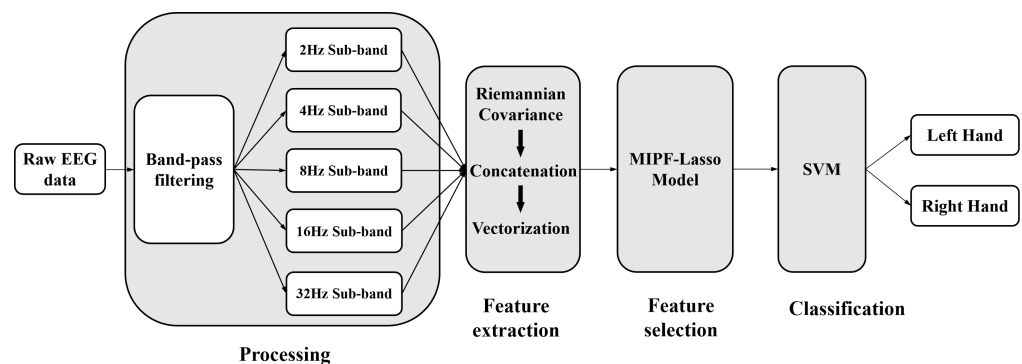 Raw EEG
data
Band-pass
filtering
2Hz Sub-band
4Hz Sub-band
8Hz Sub-band
16Hz Sub-band
32Hz Sub-band
Processing
Riemannian
Covariance
Concatenation
Vectorization
Feature
extraction
MIPF-Lasso
Model
Feature
selection
SVM
Classification
Left Hand
Right Hand